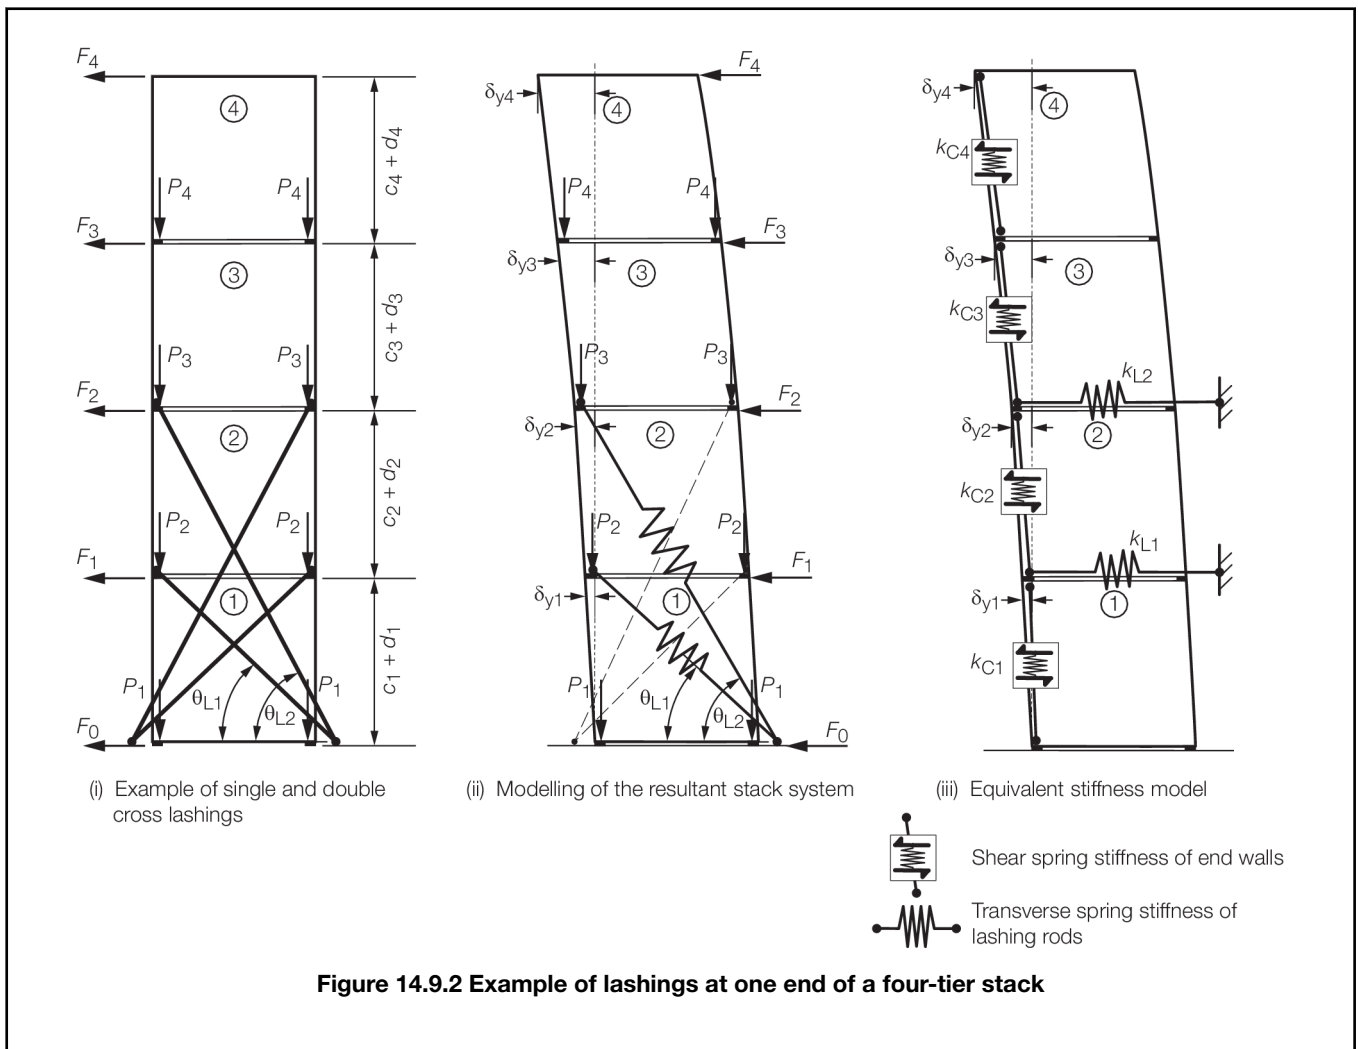 F4
④
c4 + d4
P4 P4
F3
③
c3 + d3
P3 P3
F2
②
c2 + d2
P2 P2
F1
①
c1 + d1
P1 P1
θL1 θL2
F0
(i) Example of single and double
cross lashings
F4
δy4
④
P4 P4
F3
δy3
③
P3 P3
F2
δy2
②
P2 P2
F1
δy1
①
P1 P1
θL1 θL2
F0
(ii) Modelling of the resultant stack system
δy4
④
kC4
δy3
③
kC3
kL2
δy2
②
kC2
kL1
δy1
①
kC1
(iii) Equivalent stiffness model
Shear spring stiffness of end walls
Transverse spring stiffness of
lashing rods
Figure 14.9.2 Example of lashings at one end of a four-tier stack